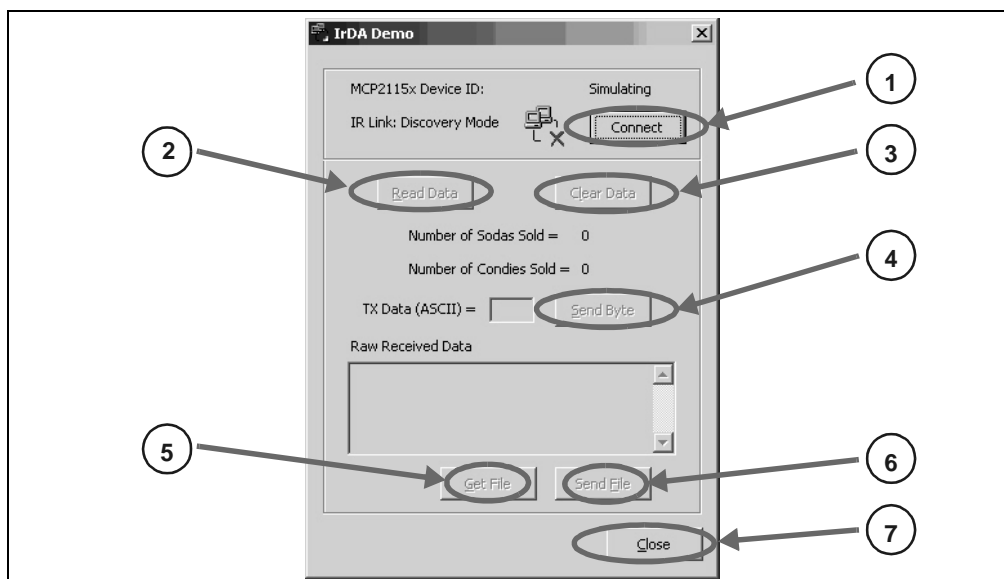 IrDA Demo
MCP2115x Device ID: Simulating
1
IR Link: Discovery Mode Connect
2
3
Read Data Clear Data
Number of Sodas Sold = 0
4
Number of Condies Sold = 0
TX Data (ASCII) = Send Byte
Raw Received Data
5
6
Get File Send File
7
Close